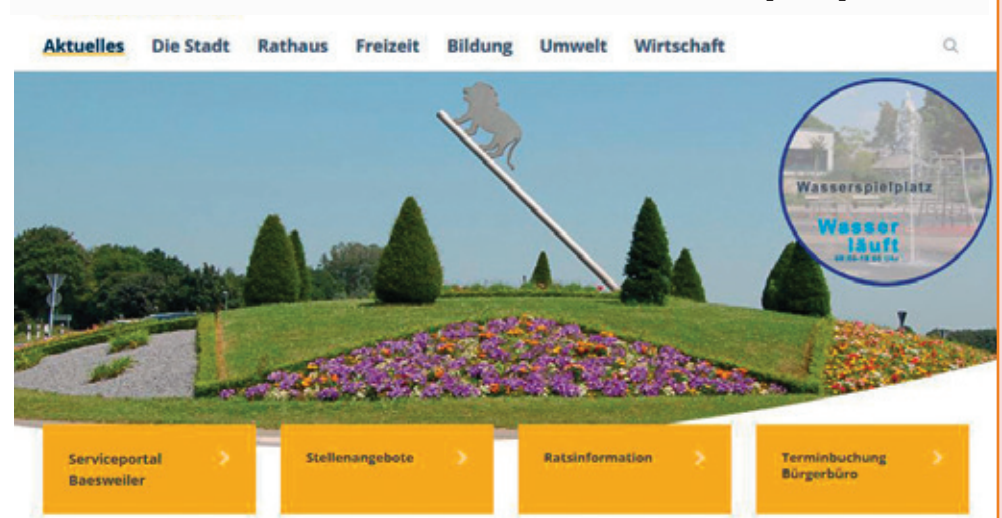 Aktuelles Die Stadt Rathaus Freizeit Bildung Umwelt Wirtschaft
Wasserspielplatz
Wasser
läuft
Serviceportal
Baesweiler
Stellenangebote
Ratsinformation
Terminbuchung
Bürgerbüro